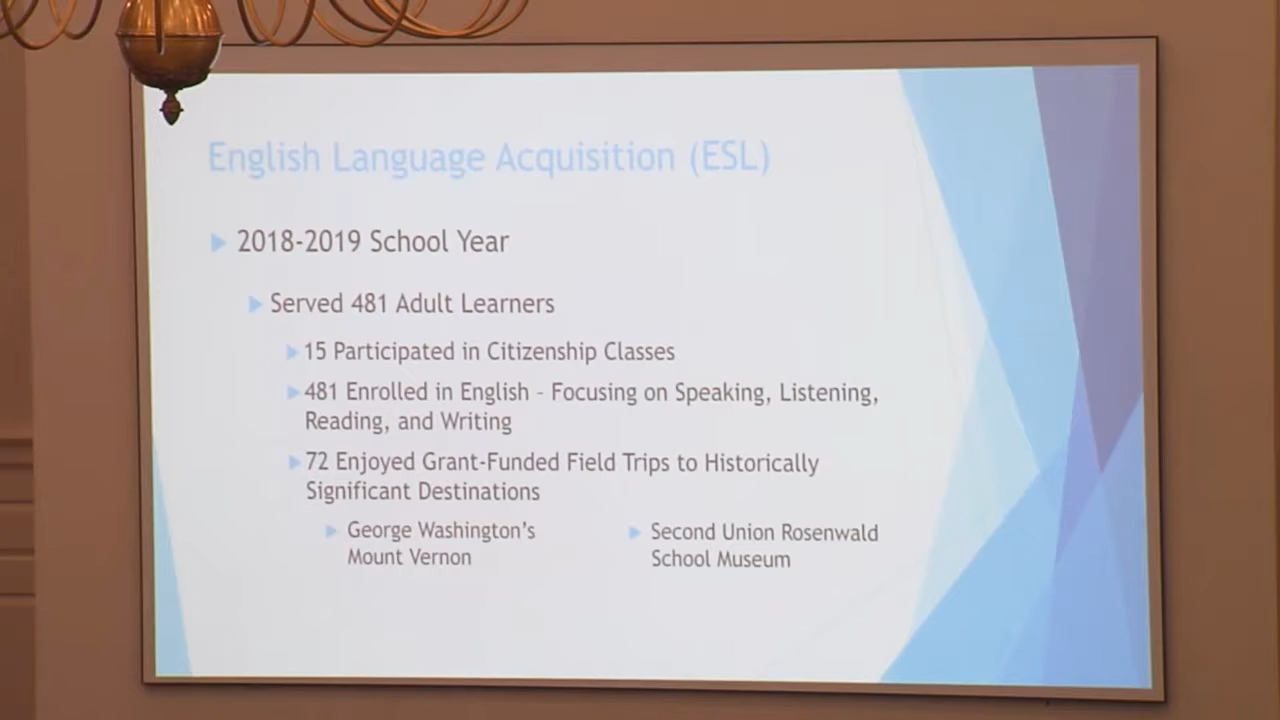 English Language Acquisition (ESL)
2018-2019 School Year
Served 481 Adult Learners
15 Participated in Citizenship Classes
481 Enrolled in English – Focusing on Speaking, Listening,
Reading, and Writing
72 Enjoyed Grant-Funded Field Trips to Historically
Significant Destinations
George Washington's
Mount Vernon
Second Union Rosenwald
School Museum